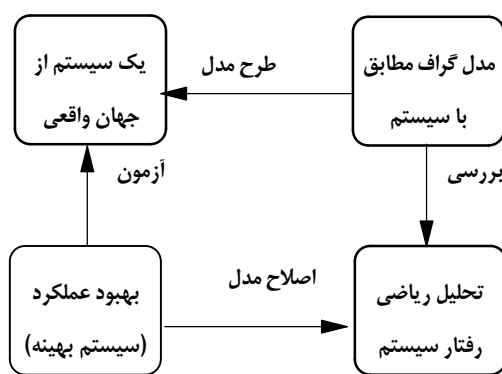 مدل گراف مطابق
با سیستم
طرح مدل
یک سیستم از
جهان واقعی
بررسی
آزمون
تحلیل ریاضی
رفتار سیستم
اصلاح مدل
بهبود عملکرد
(سیستم بهینه)